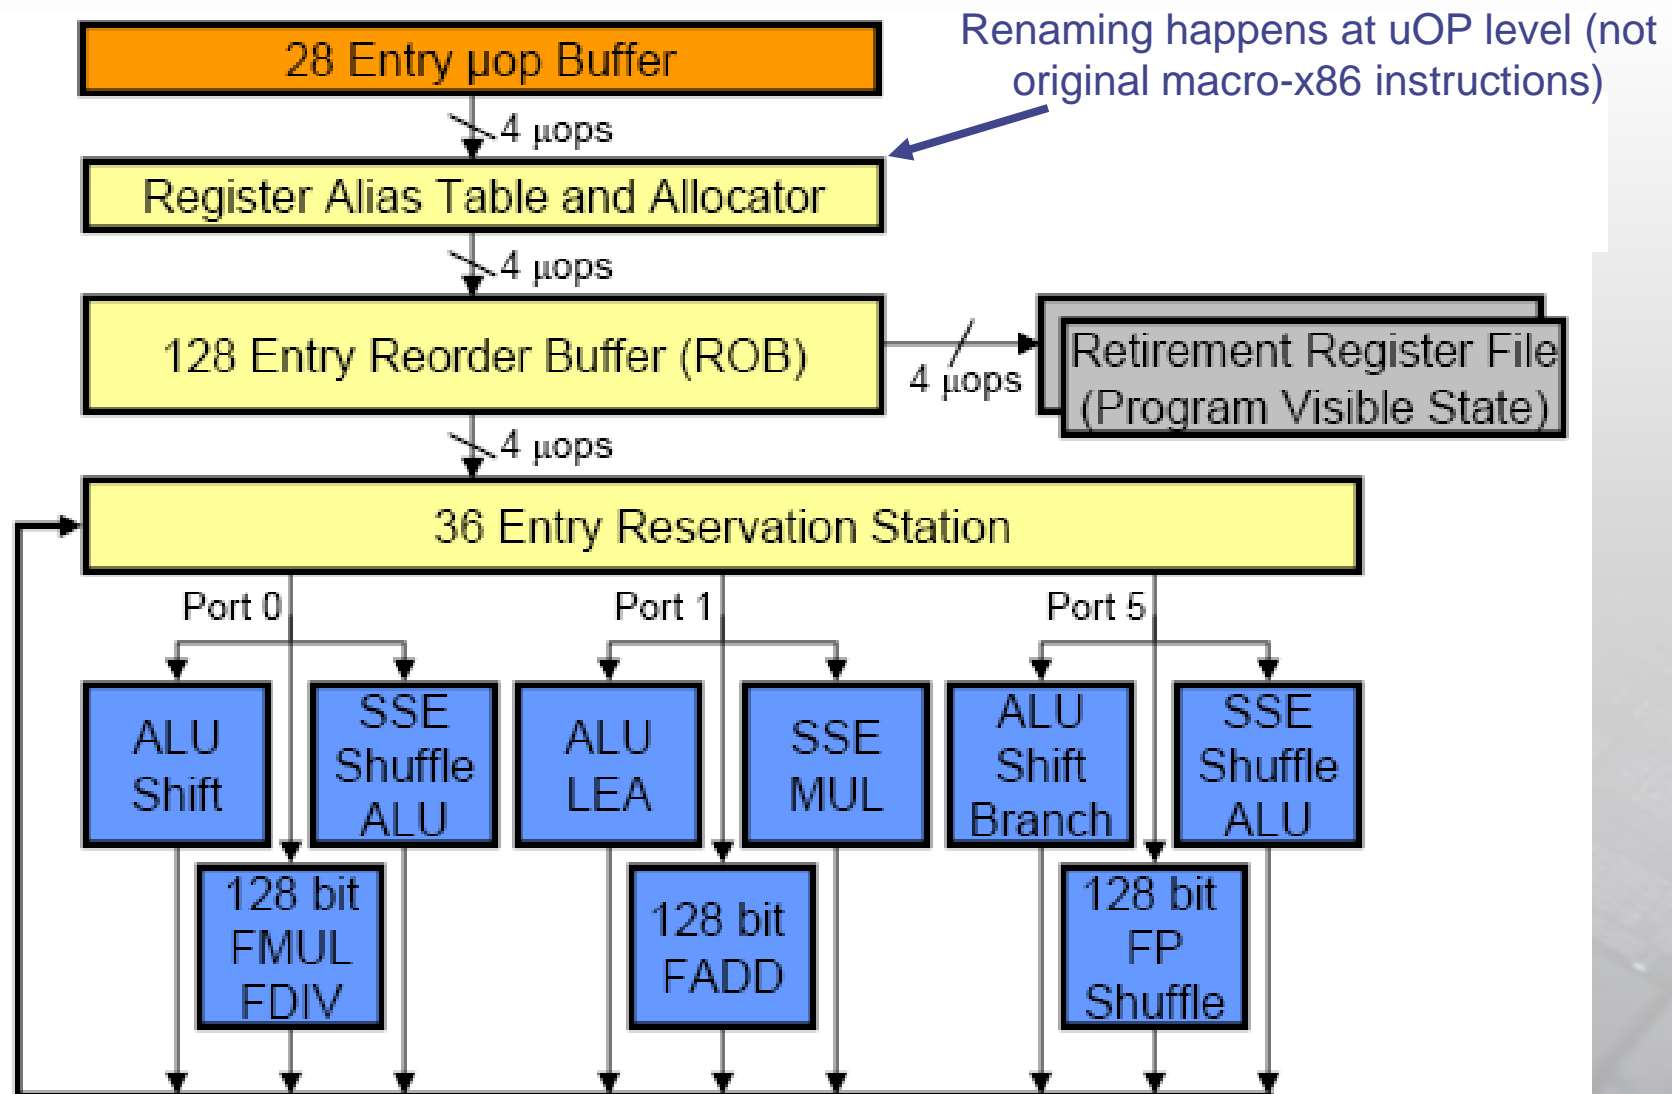 Renaming happens at uOP level (not
original macro-x86 instructions)
28 Entry μop Buffer
4 μops
Register Alias Table and Allocator
4 μops
128 Entry Reorder Buffer (ROB)
4 μops
Retirement Register File
(Program Visible State)
4 μops
36 Entry Reservation Station
Port 0
Port 1
Port 5
ALU
Shift
SSE
Shuffle
ALU
ALU
LEA
SSE
MUL
ALU
Shift
Branch
SSE
Shuffle
ALU
128 bit
FMUL
FDIV
128 bit
FADD
128 bit
FP
Shuffle